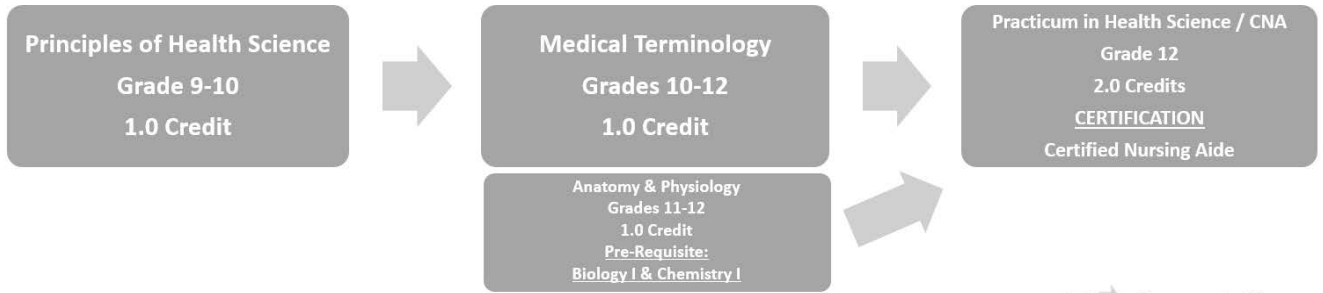 Principles of Health Science
Grade 9-10
1.0 Credit
Medical Terminology
Grades 10-12
1.0 Credit
Anatomy & Physiology
Grades 11-12
1.0 Credit
Pre-Requisite:
Biology I & Chemistry I
Practicum in Health Science / CNA
Grade 12
2.0 Credits
CERTIFICATION
Certified Nursing Aide